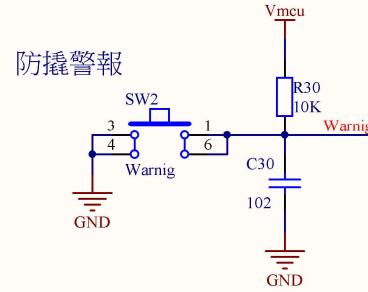 Vmcu
防撬警報
R30
10K
SW2
3
1
Warnig
4
6
Warnig
C30
102
GND
GND